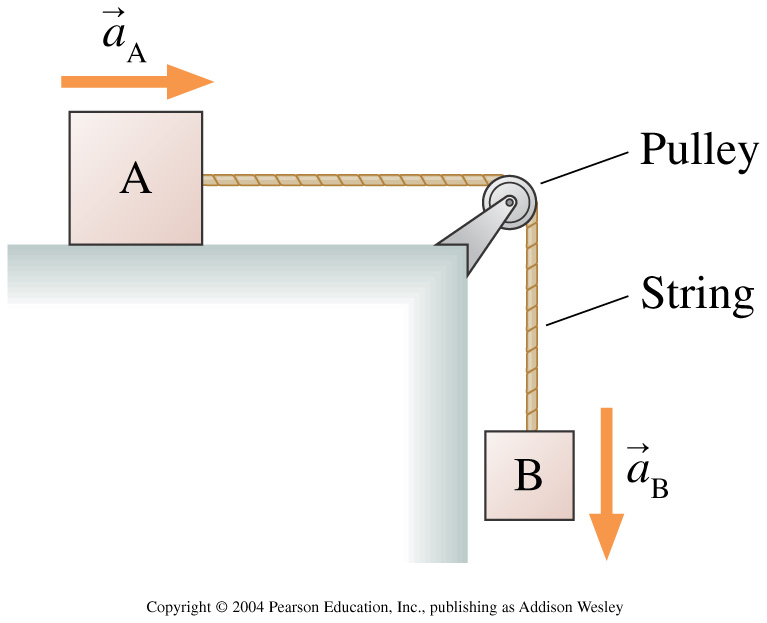 a⃗A
A
Pulley
String
B
a⃗B
Copyright © 2004 Pearson Education, Inc., publishing as Addison Wesley